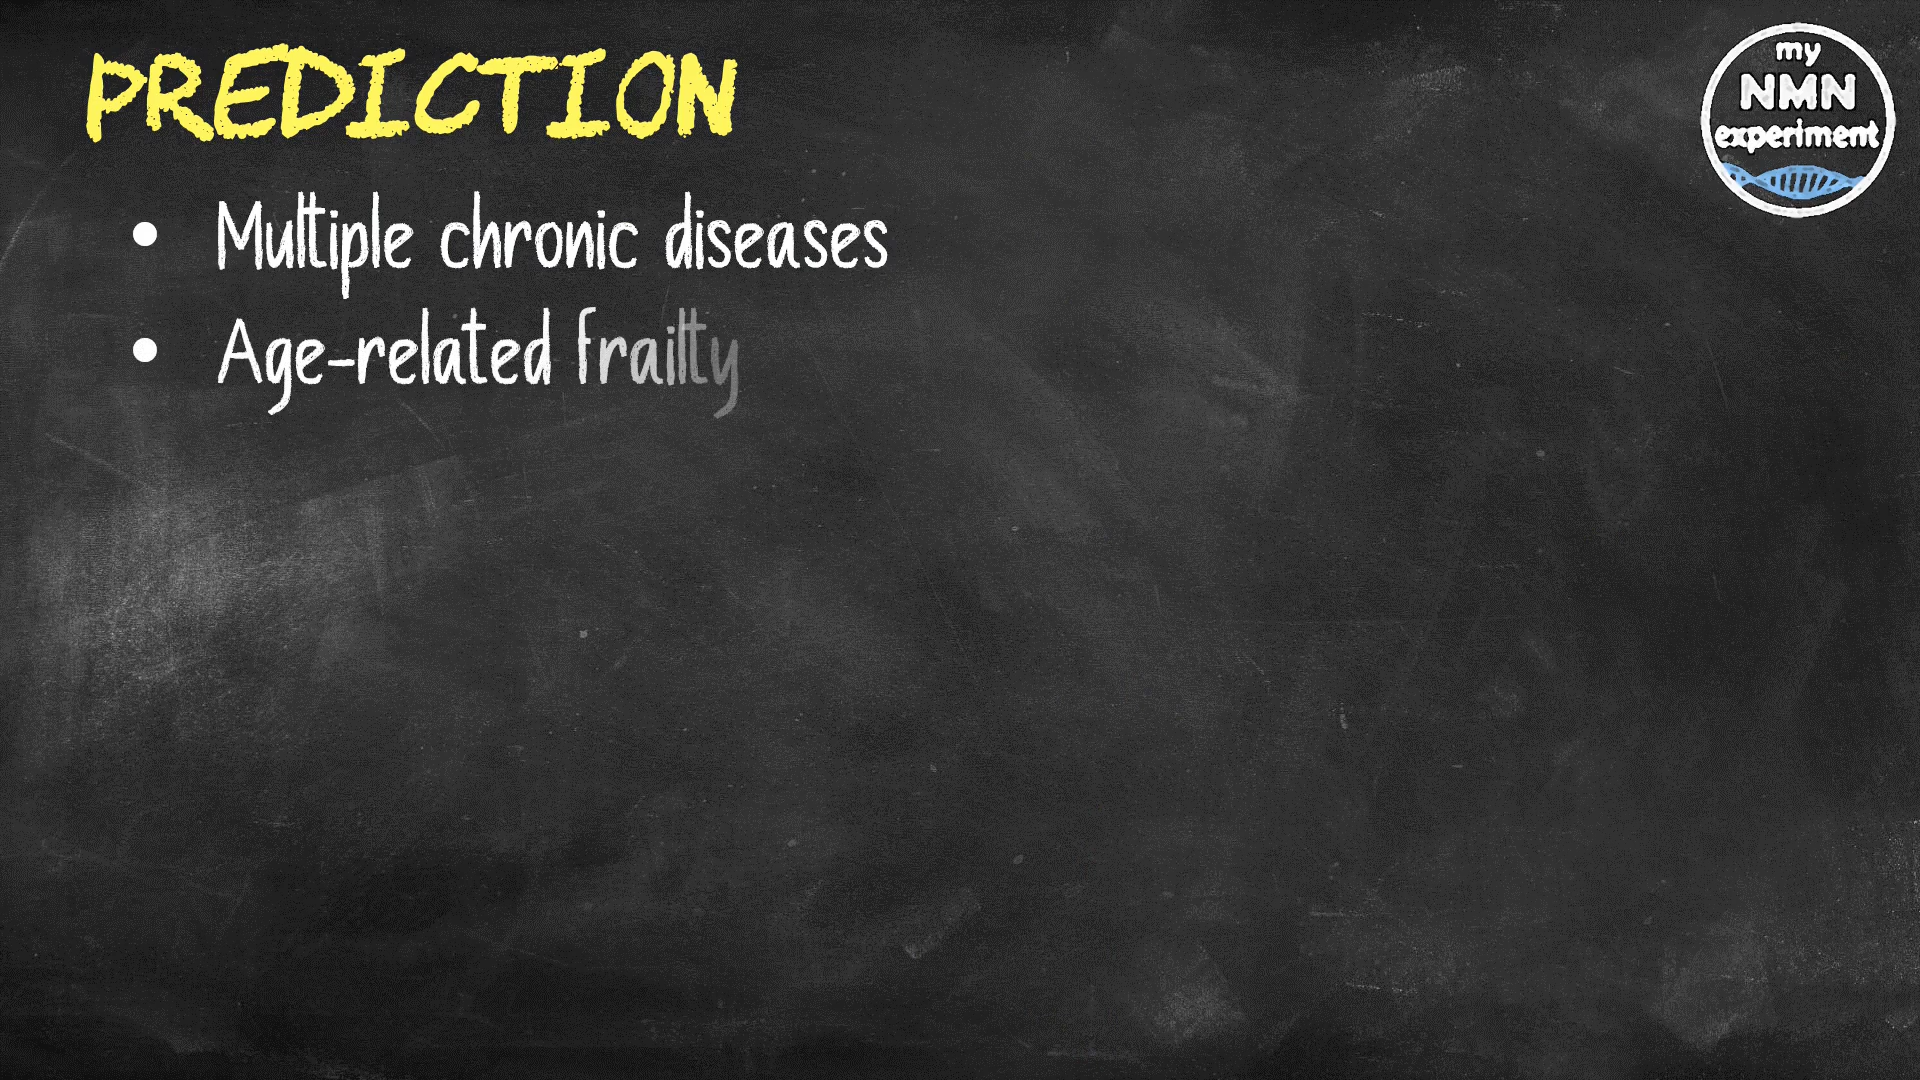 PREDICTION
my
NMN
experiment
• Multiple chronic diseases
• Age-related frailty